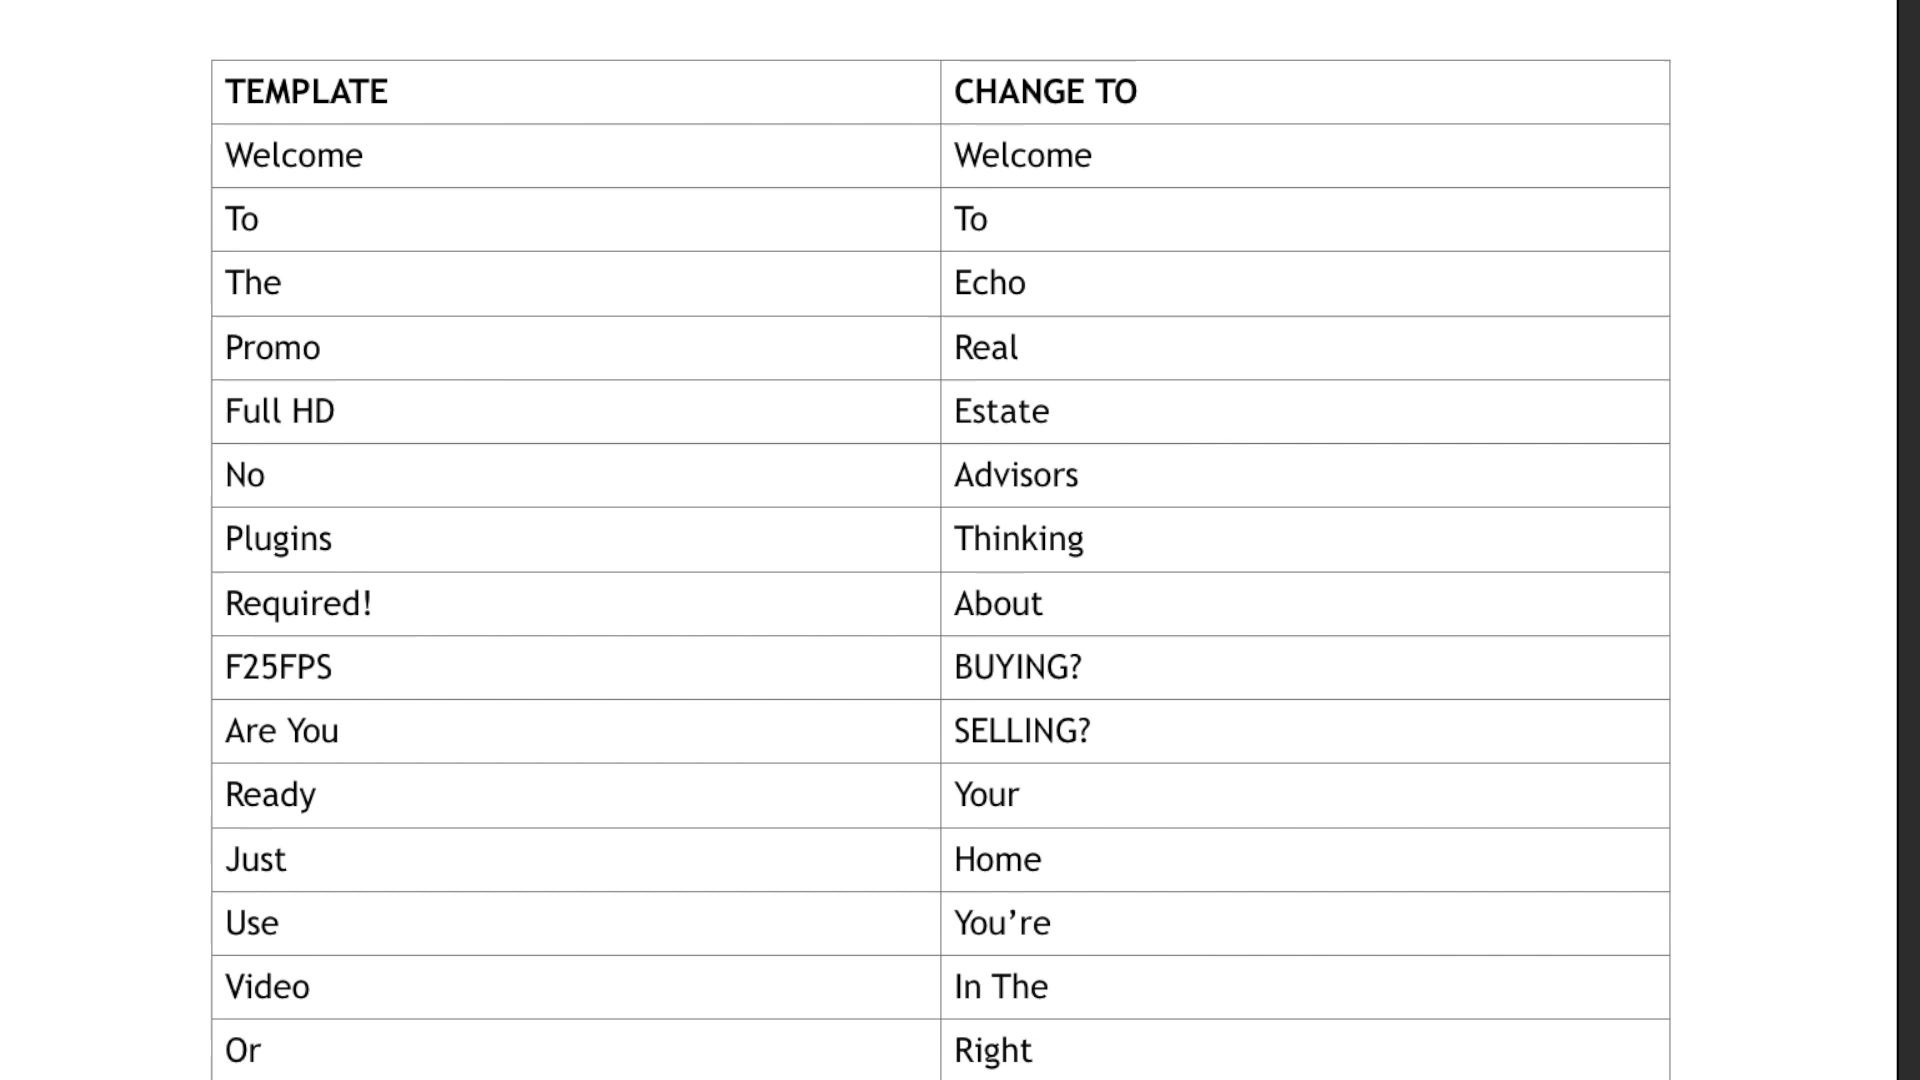 TEMPLATE CHANGE TO
Welcome Welcome
To To
The Echo
Promo Real
Full HD Estate
No Advisors
Plugins Thinking
Required! About
F25FPS BUYING?
Are You SELLING?
Ready Your
Just Home
Use You’re
Video In The
Or Right